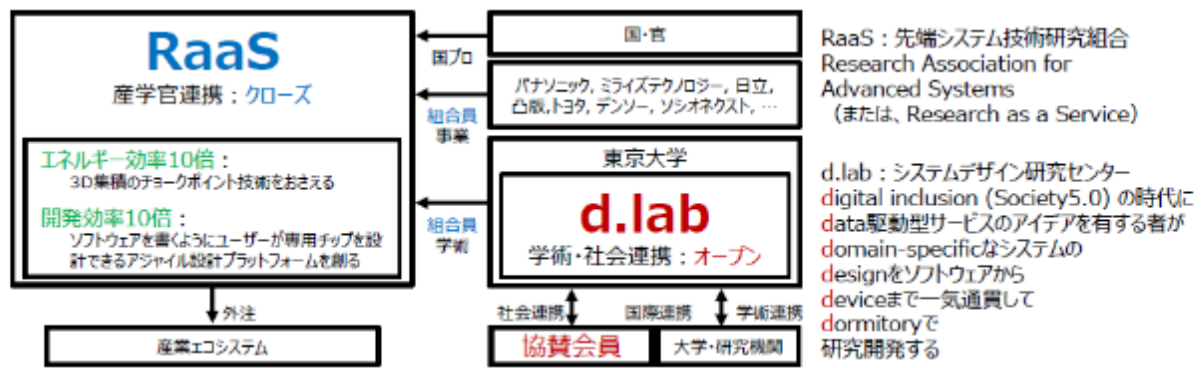 RaaS
産学官連携：クローズ
エネルギー効率10倍：
3D集積のチョークポイント技術をおさえる
開発効率10倍：
ソフトウェアを書くようにユーザーが専用チップを設
計できるアジャイル設計プラットフォームを創る
外注
産業エコシステム
国プロ
組合員
事業
組合員
学術
国・官
パナソニック, ミライズテクノロジー, 日立,
凸版,トヨタ, デンソー, ソシオネクスト, …
東京大学
d.lab
学術・社会連携：オープン
社会連携
国際連携
学術連携
協賛会員
大学・研究機関
RaaS：先端システム技術研究組合
Research Association for
Advanced Systems
（または、Research as a Service）
d.lab：システムデザイン研究センター
digital inclusion (Society5.0) の時代に
data駆動型サービスのアイデアを有する者が
domain-specificなシステムの
designをソフトウェアから
deviceまで一気通貫して
dormitoryで
研究開発する